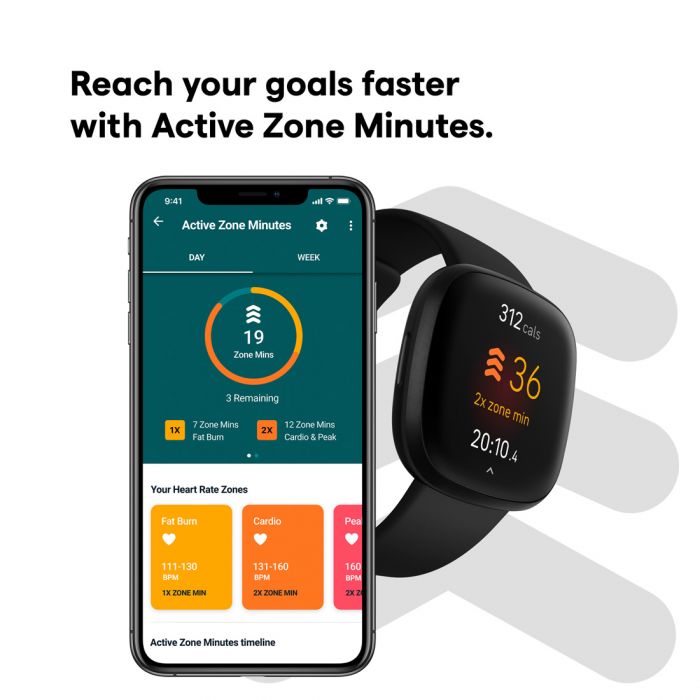 Reach your goals faster
with Active Zone Minutes.
9:41
Active Zone Minutes
DAY WEEK
19
Zone Mins
3 Remaining
1X 7 Zone Mins 2X 12 Zone Mins
Fat Burn Cardio & Peak
Your Heart Rate Zones
Fat Burn Cardio Pea
111-130 131-160 160
BPM BPM BPM
1X ZONE MIN 2X ZONE MIN 2X ZO
Active Zone Minutes timeline
312 cals
36
2x zone min
20:10.4